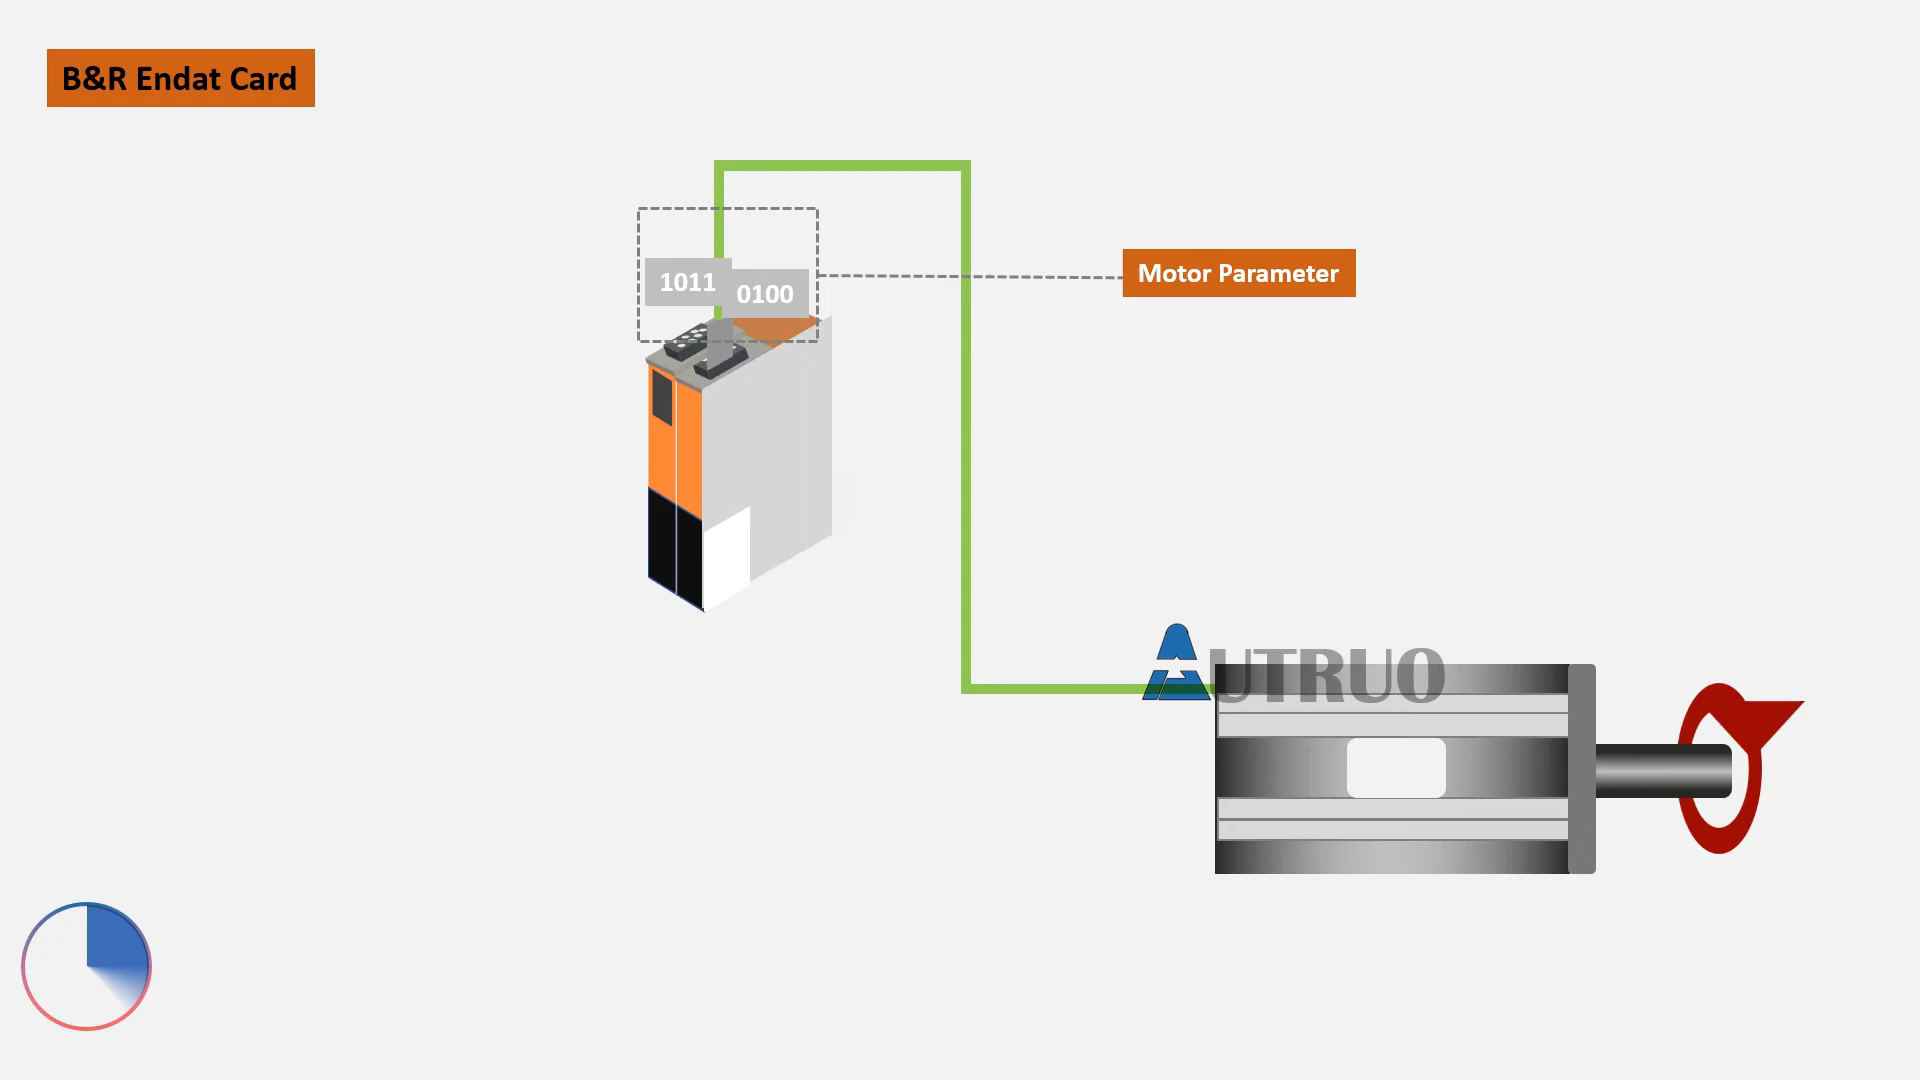 B&R Endat Card
1011
0100
Motor Parameter
AUTRUO